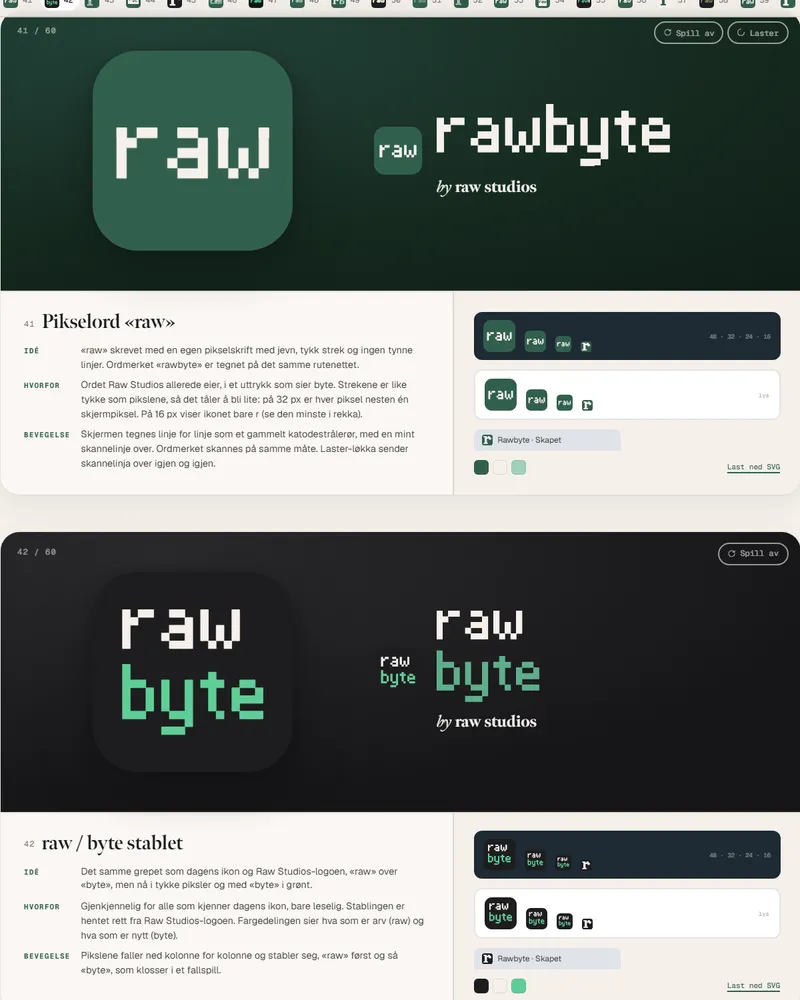 41 / 60
Spill av
Laster
raw
raw
rawbyte
by raw studios
41 Pikselord «raw»
IDÉ
«raw» skrevet med en egen pikselskrift med jevn, tykk strek og ingen tynne
linjer. Ordmerket «rawbyte» er tegnet på det samme rutenettet.
HVORFOR
Ordet Raw Studios allerede eier, i et uttrykk som sier byte. Strekene er like
tykke som pikslene, så det tåler å bli lite: på 32 px er hver piksel nesten én
skjermpiksel. På 16 px viser ikonet bare r (se den minste i rekka).
BEVEGELSE
Skjermen tegnes linje for linje som et gammelt katodestrålerør, med en mint
skannelinje over. Ordmerket skannes på samme måte. Laster-løkka sender
skannelinja over igjen og igjen.
raw raw raw r
48 · 32 · 24 · 16
raw raw raw r
lys
r Rawbyte · Skapet
Last ned SVG
42 / 60
Spill av
raw
byte
raw
byte
raw
byte
by raw studios
42 raw / byte stablet
IDÉ
Det samme grepet som dagens ikon og Raw Studios-logoen, «raw» over
«byte», men nå i tykke piksler og med «byte» i grønt.
HVORFOR
Gjenkjennelig for alle som kjenner dagens ikon, bare leselig. Stablingen er
hentet rett fra Raw Studios-logoen. Fargedelingen sier hva som er arv (raw) og
hva som er nytt (byte).
BEVEGELSE
Pikslene faller ned kolonne for kolonne og stabler seg, «raw» først og så
«byte», som klosser i et fallspill.
raw raw raw r
byte byte byte
48 · 32 · 24 · 16
raw raw raw r
byte byte byte
lys
r Rawbyte · Skapet
Last ned SVG